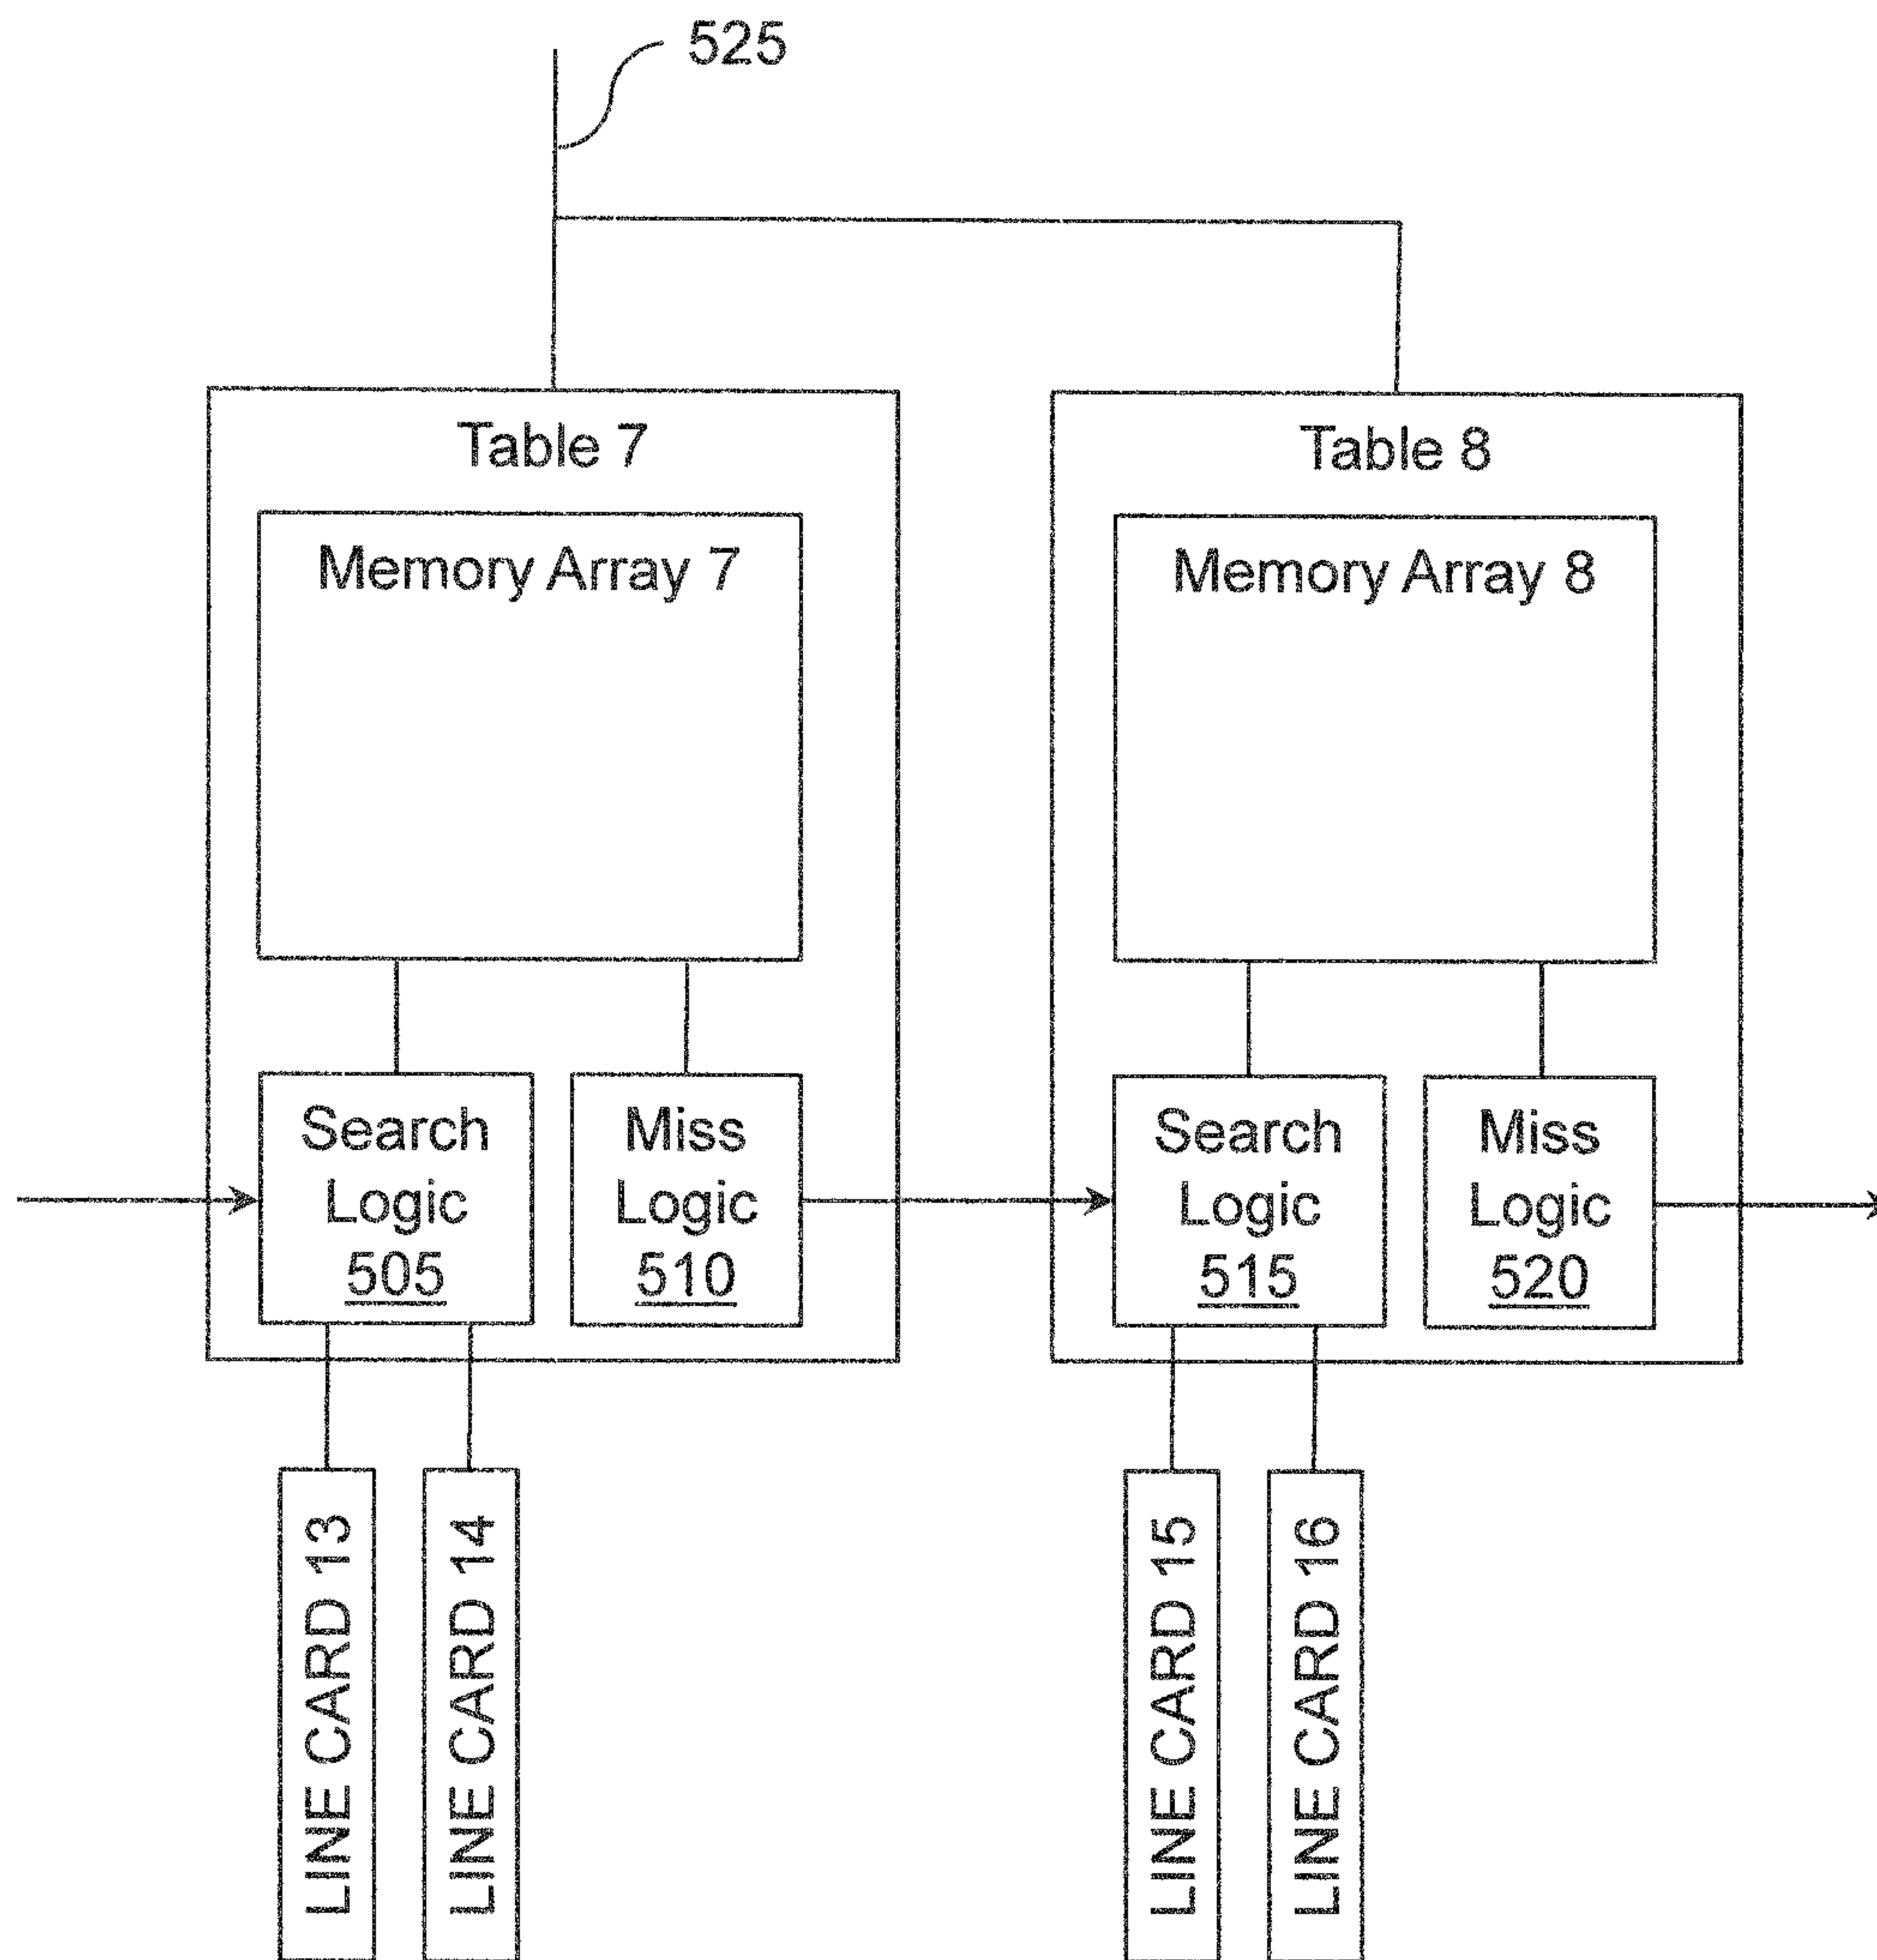 525
Table 7
Memory Array 7
Search
Logic
505
Miss
Logic
510
Table 8
Memory Array 8
Search
Logic
515
Miss
Logic
520
LINE CARD 13
LINE CARD 14
LINE CARD 15
LINE CARD 16